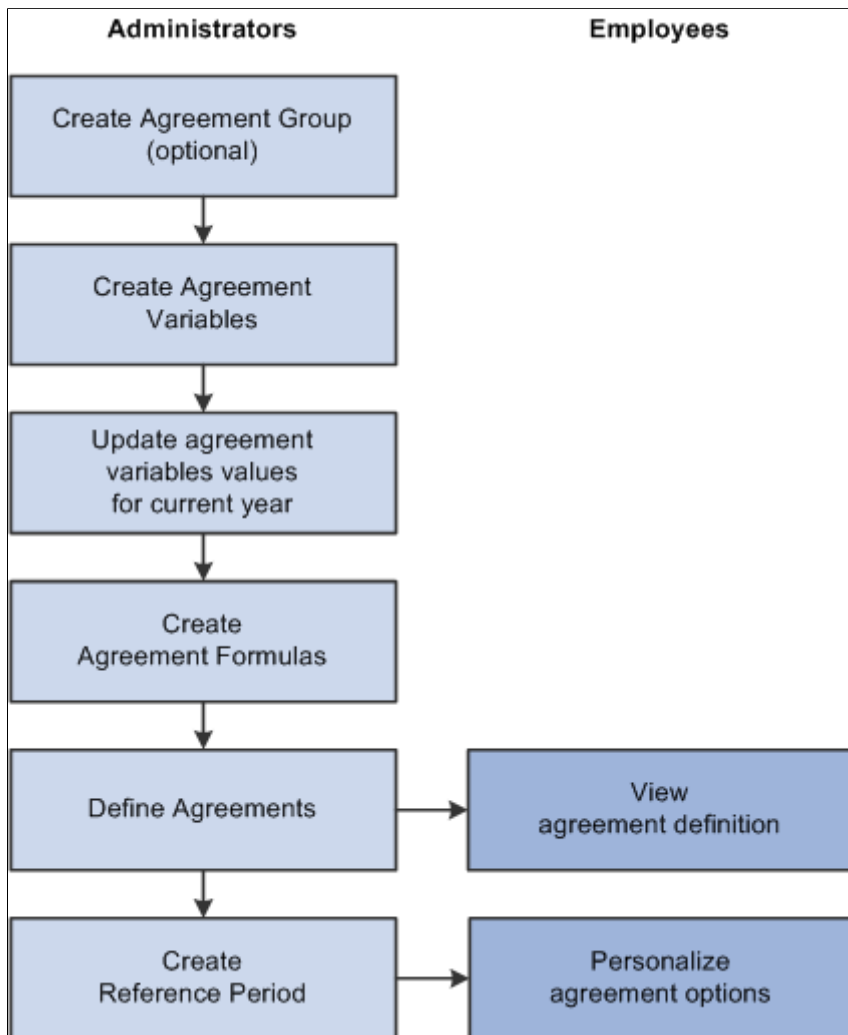 Administrators
Employees
Create Agreement Group
(optional)
Create Agreement
Variables
Update agreement
variables values
for current year
Create
Agreement Formulas
Define Agreements
View
agreement definition
Create
Reference Period
Personalize
agreement options